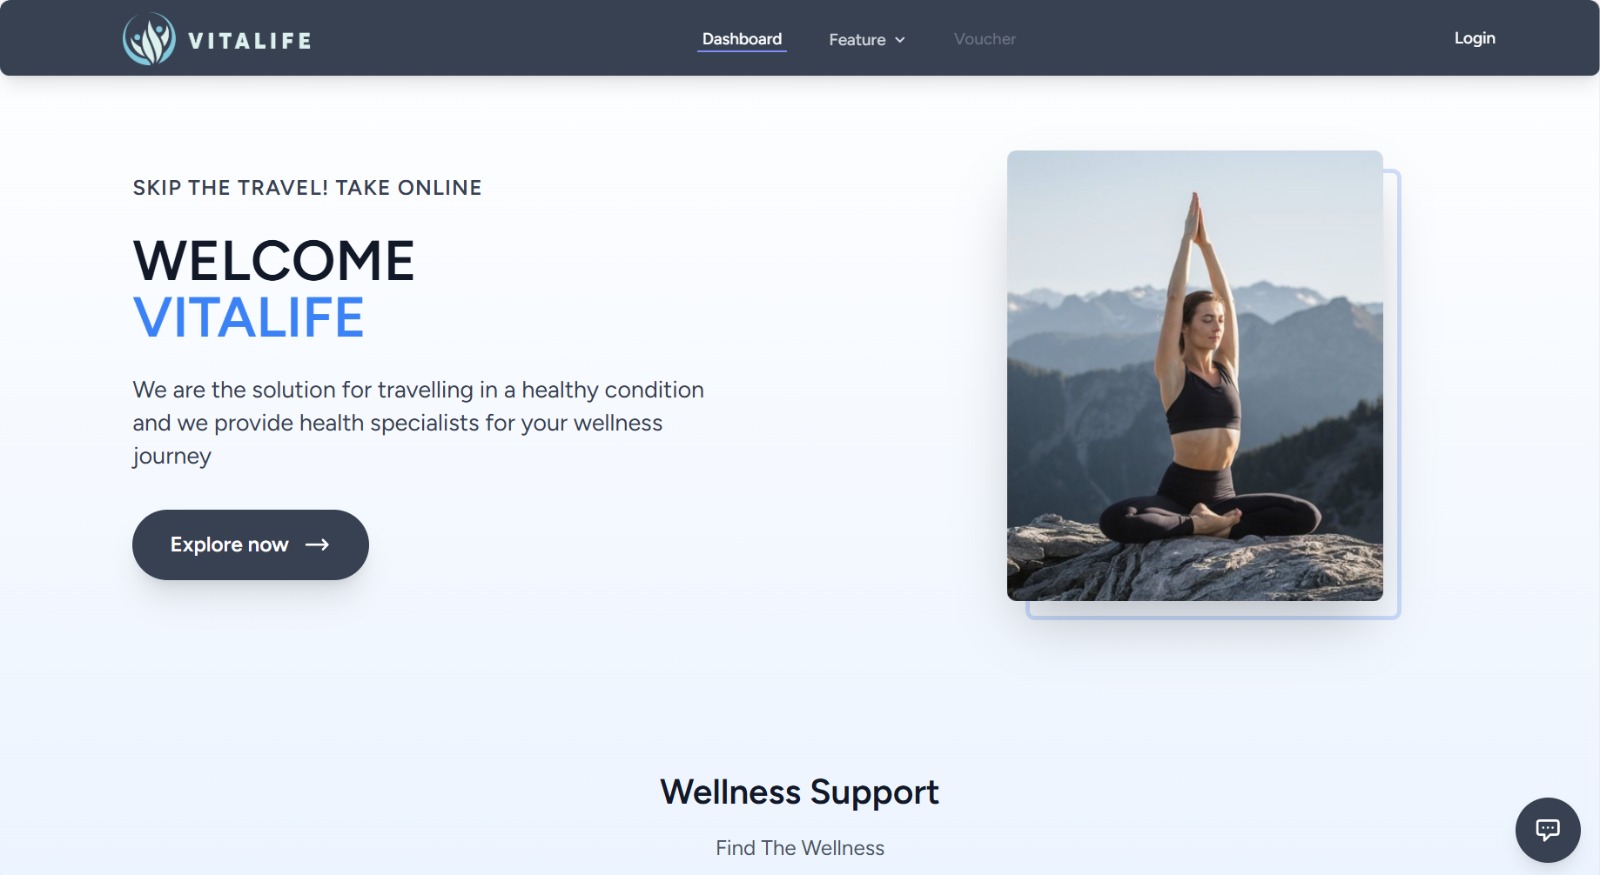 VITALIFE
Dashboard
Feature
Voucher
Login
SKIP THE TRAVEL! TAKE ONLINE
WELCOME
VITALIFE
We are the solution for travelling in a healthy condition
and we provide health specialists for your wellness
journey
Explore now
Wellness Support
Find The Wellness